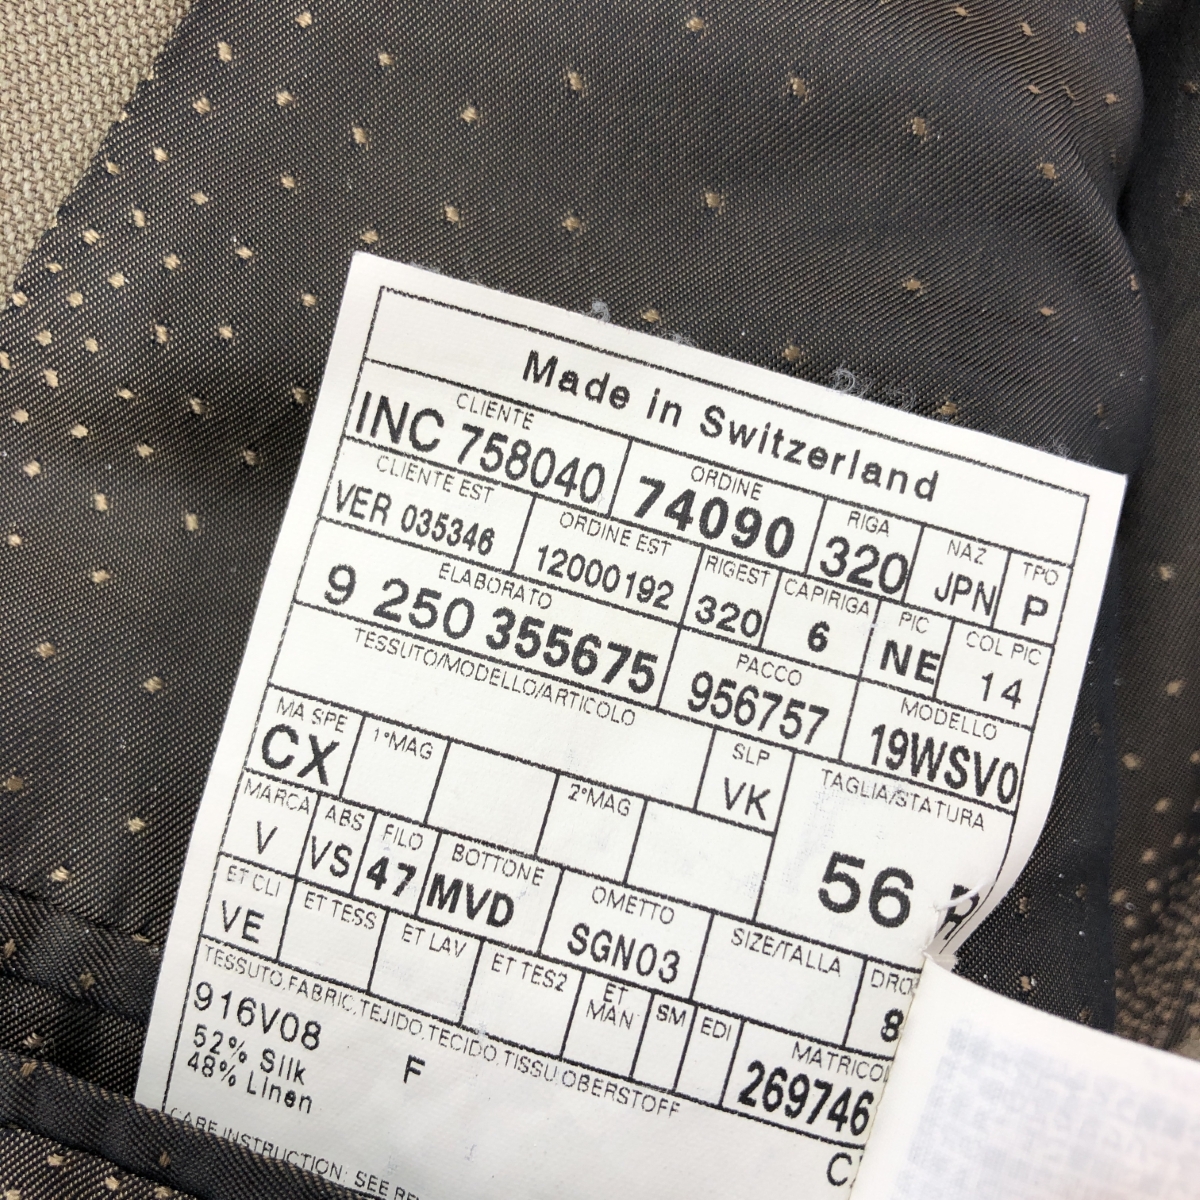 Made in Switzerland
CLIENTE ORDINE RIGA NAZ TPO
INC 758040 74090 320 JPN P
CLIENTE EST ORDINE EST RIGEST CAPIRIGA PIC COL PIC
VER 035346 12000192 320 6 NE 14
ELABORATO PACCO MODELLO
9 250 355675 956757 19WSV0
TESSUTO/MODELLO/ARTICOLO SLP TAGLIA/STATURA
VK 56
MA SPE 1°MAG 2°MAG
CX
MARCA ABS FILO BOTTONE OMETTO SIZE/TALLA
V VS 47 MVD SGN03 8
ET CLI ET TESS ET LAV ET TES2 ET MAN SM EDI
VE 269746
TESSUTO.FABRIC.TEJIDO.TECIDO.TISSU.OBERSTOFF
916V08 F
52% Silk
48% Linen
CARE INSTRUCTION: SEE